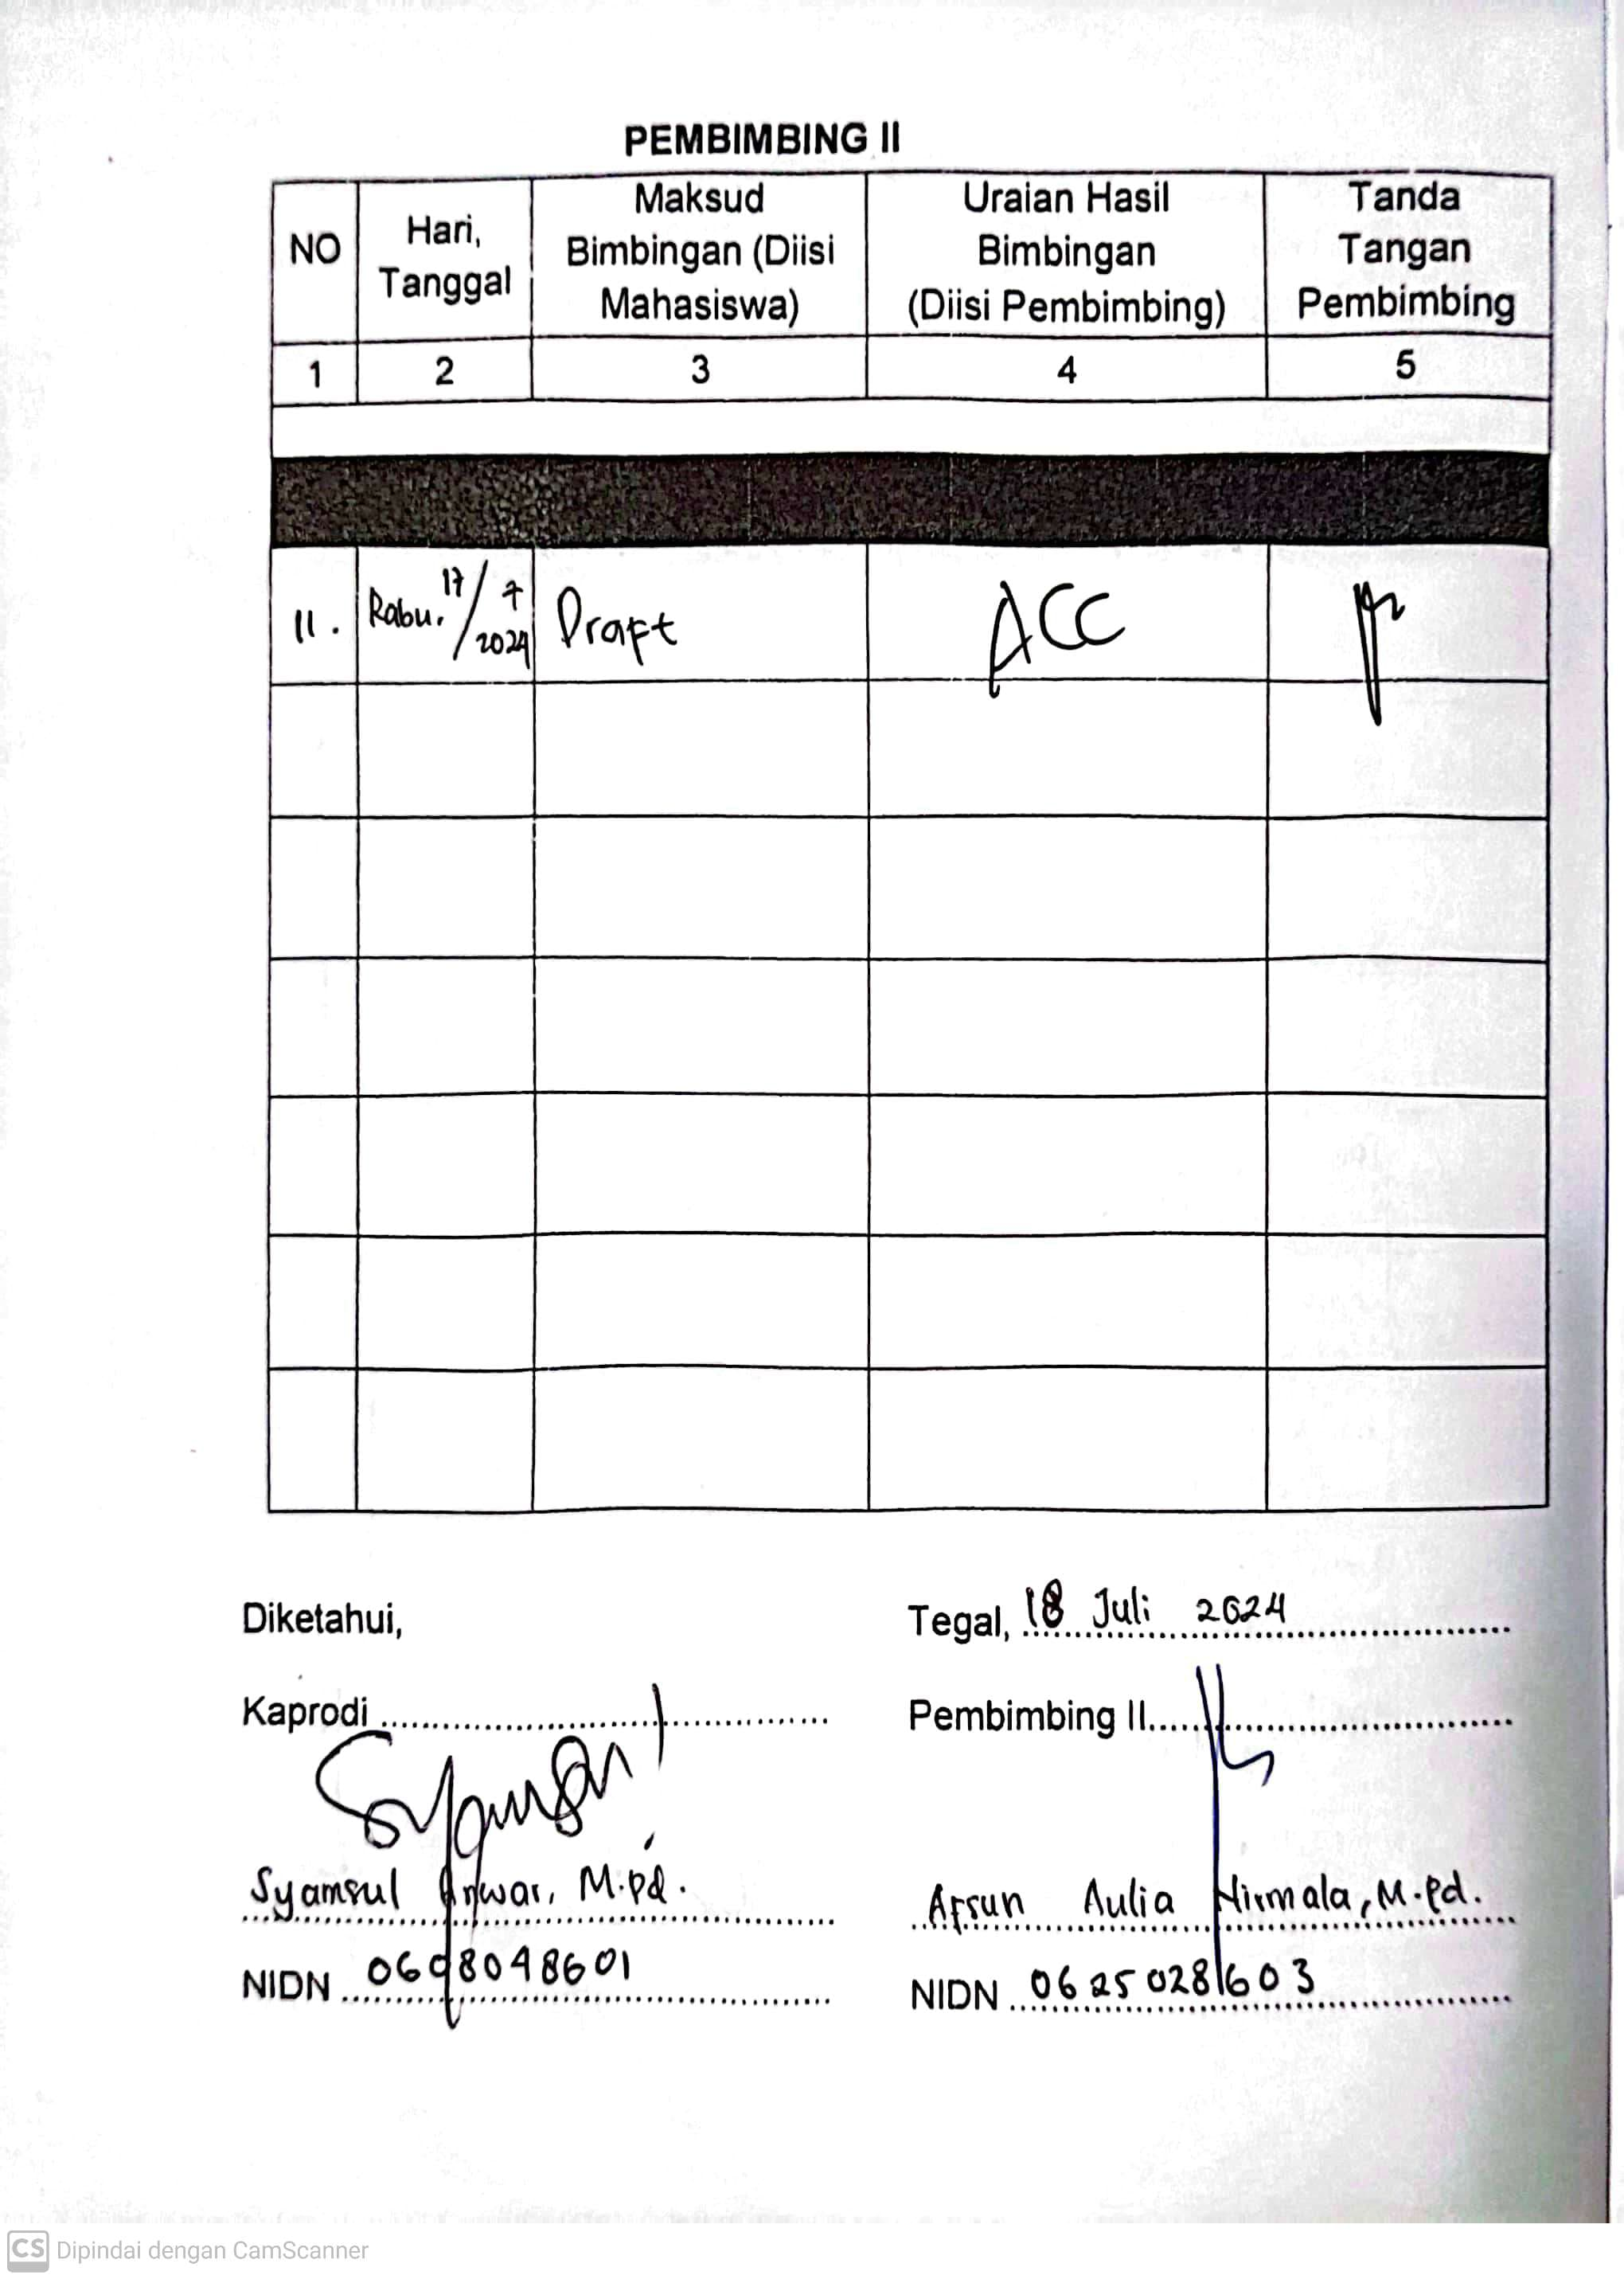 PEMBIMBING II
NO
Hari,
Tanggal
Maksud
Bimbingan (Diisi
Mahasiswa)
Uraian Hasil
Bimbingan
(Diisi Pembimbing)
Tanda
Tangan
Pembimbing
1 2 3 4 5
11. Rabu. 17/7 2024 Draft ACC
Diketahui,
Tegal, 18 Juli 2024
Kaprodi
Pembimbing II
Syamsul Anwar, M.Pd.
Afsun Aulia Nirmala, M.Pd.
NIDN
NIDN 0625028603
CS Dipindai dengan CamScanner